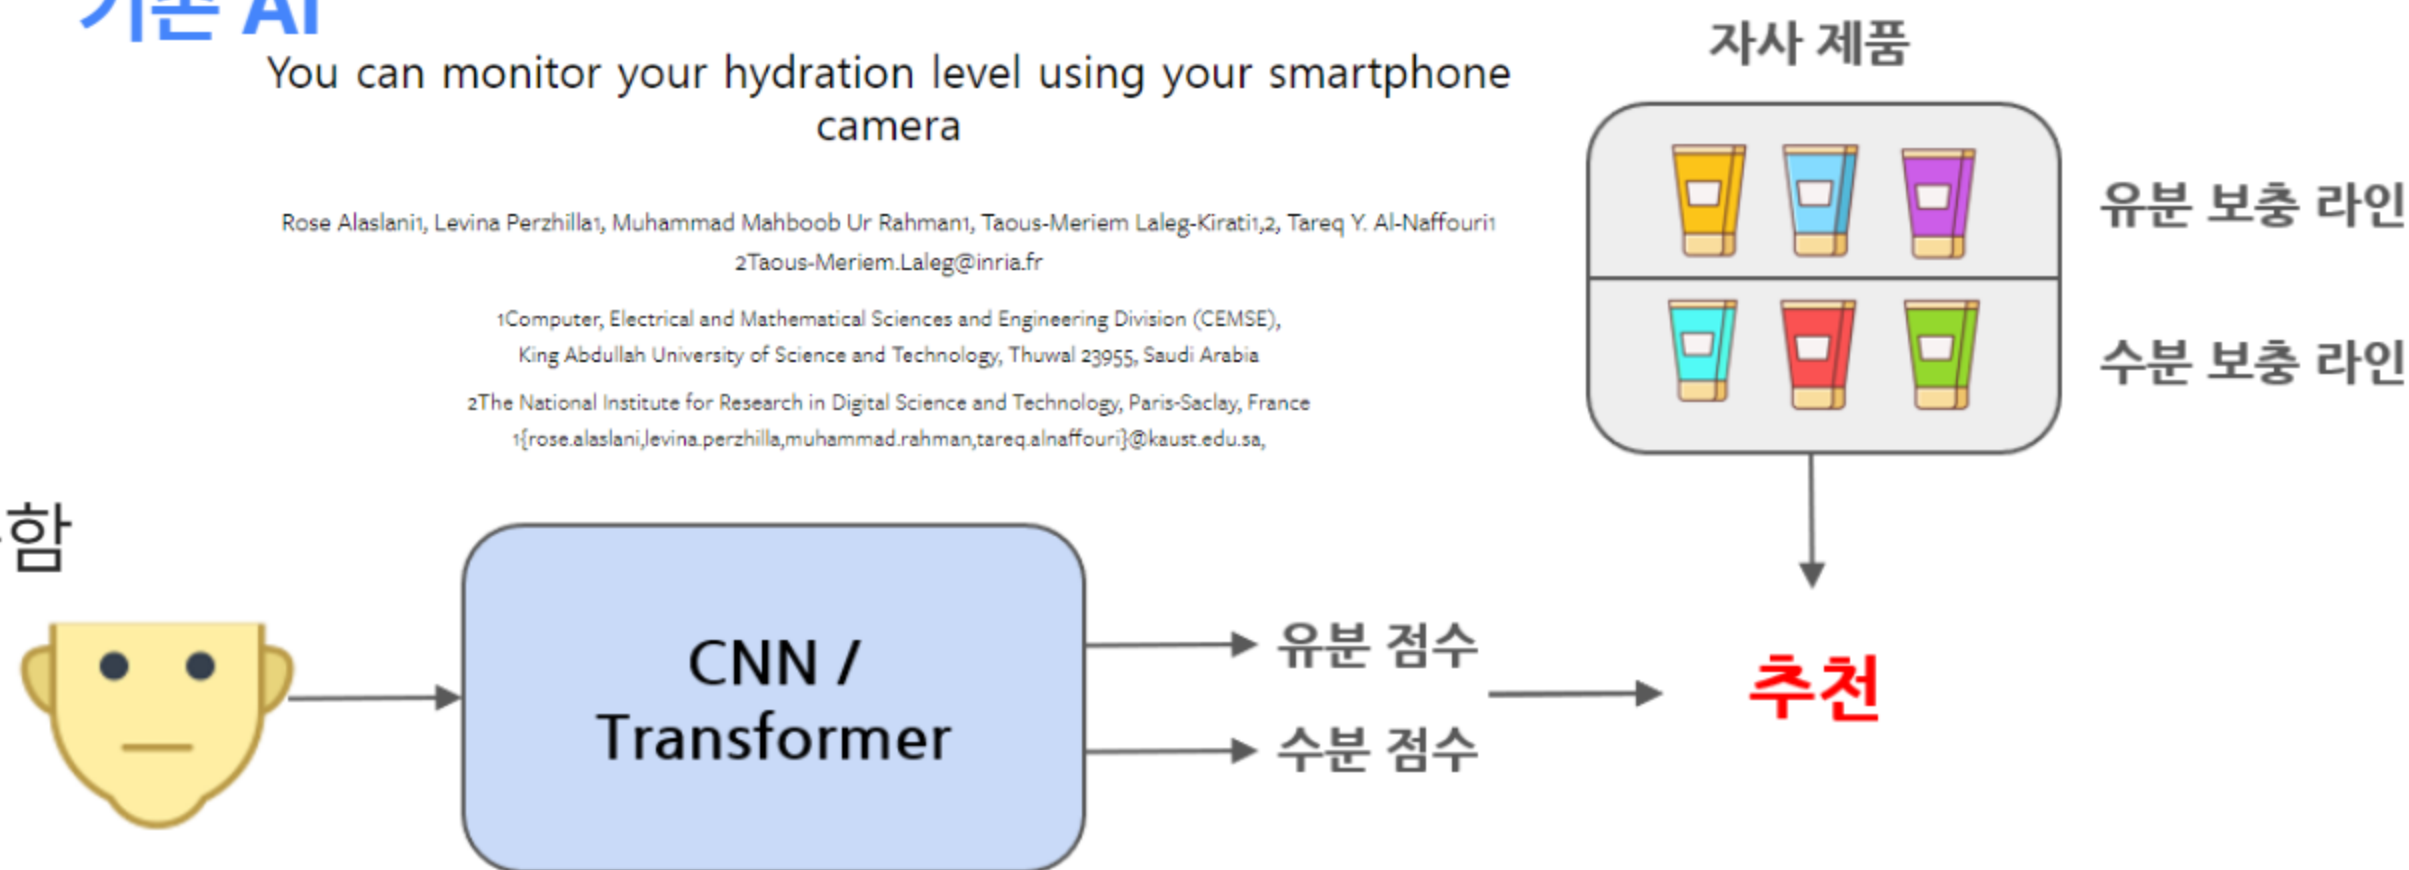 기존 AI
You can monitor your hydration level using your smartphone
camera
Rose Alaslani1, Levina Perzhilla1, Muhammad Mahboob Ur Rahman1, Taous-Meriem Laleg-Kirati1,2, Tareq Y. Al-Naffouri1
2Taous-Meriem.Laleg@inria.fr
1Computer, Electrical and Mathematical Sciences and Engineering Division (CEMSE),
King Abdullah University of Science and Technology, Thuwal 23955, Saudi Arabia
2The National Institute for Research in Digital Science and Technology, Paris-Saclay, France
1{rose.alaslani,levina.perzhilla,muhammad.rahman,tareq.alnaffouri}@kaust.edu.sa,
자사 제품
유분 보충 라인
수분 보충 라인
함
CNN /
Transformer
유분 점수
수분 점수
추천